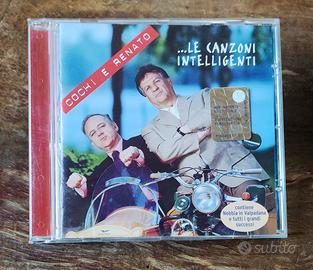 ...LE CANZONI
INTELLIGENTI
COCHI E RENATO
contiene
Nebbia in Valpadana
e tutti i grandi
successi
subito